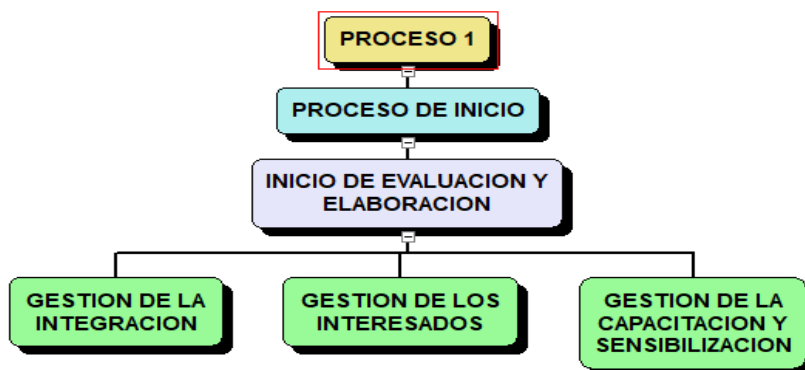 PROCESO 1
PROCESO DE INICIO
INICIO DE EVALUACION Y
ELABORACION
GESTION DE LA
INTEGRACION
GESTION DE LOS
INTERESADOS
GESTION DE LA
CAPACITACION Y
SENSIBILIZACION